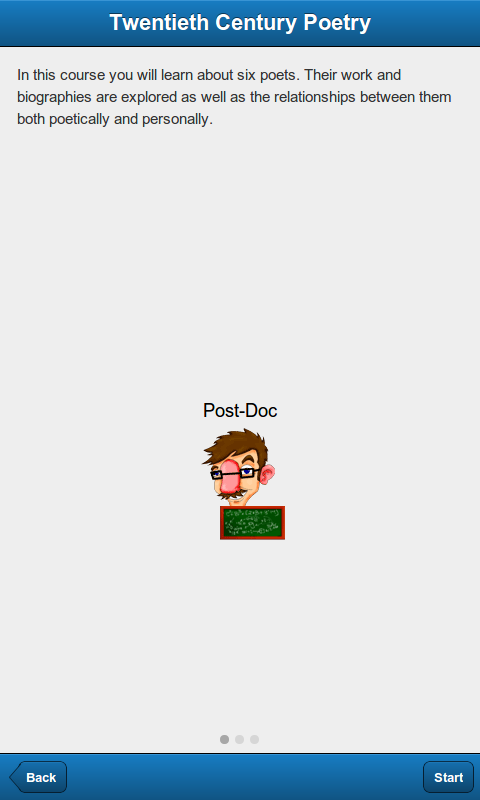 Twentieth Century Poetry
In this course you will learn about six poets. Their work and
biographies are explored as well as the relationships between them
both poetically and personally.
Post-Doc
Back
Start